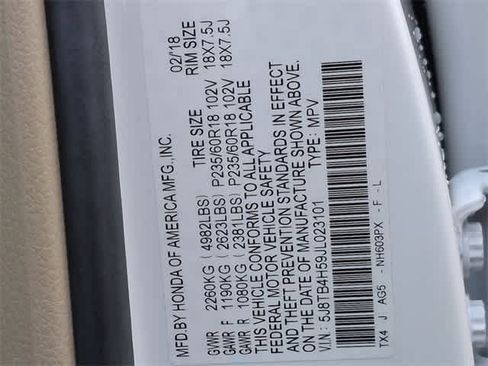 MFD.BY HONDA OF AMERICA MFG.,INC. 02/'18
TIRE SIZE RIM SIZE
GVWR 2260KG (4982LBS)
GAWR F 1190KG (2623LBS) P235/60R18 102V 18X7.5J
GAWR R 1080KG (2381LBS) P235/60R18 102V 18X7.5J
THIS VEHICLE CONFORMS TO ALL APPLICABLE
FEDERAL MOTOR VEHICLE SAFETY
AND THEFT PREVENTION STANDARDS IN EFFECT
ON THE DATE OF MANUFACTURE SHOWN ABOVE.
V.I.N: 5J8TB4H59JL023101 TYPE: MPV
TX4 J AG5 - NH603PX - F - L